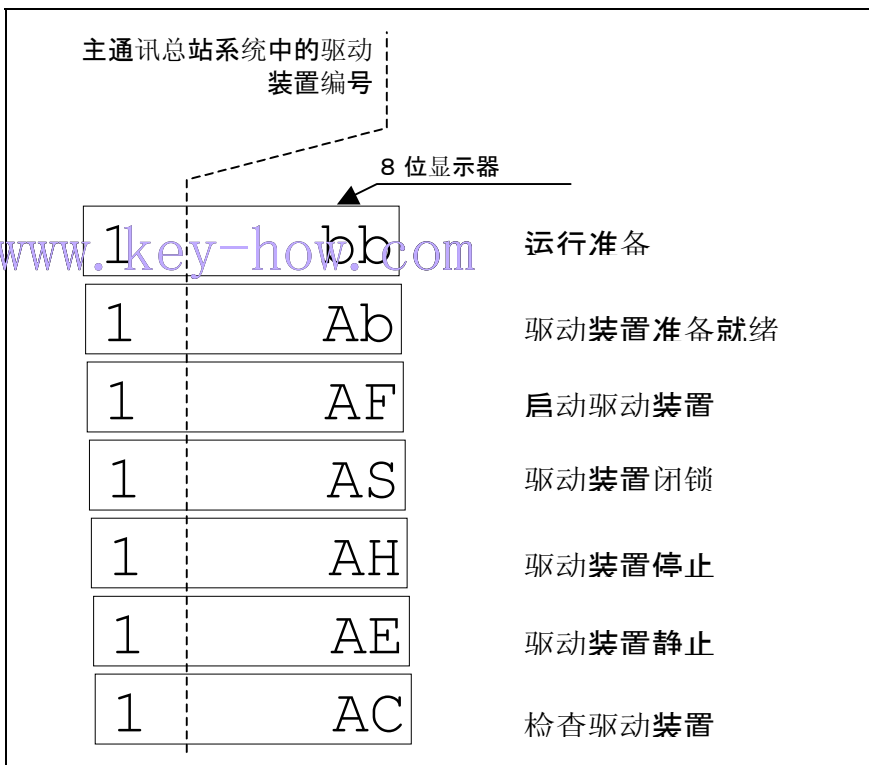 主通讯总站系统中的驱动
装置编号
8 位显示器
1 bb 运行准备
www.key-how.com
1 Ab 驱动装置准备就绪
1 AF 启动驱动装置
1 AS 驱动装置闭锁
1 AH 驱动装置停止
1 AE 驱动装置静止
1 AC 检查驱动装置